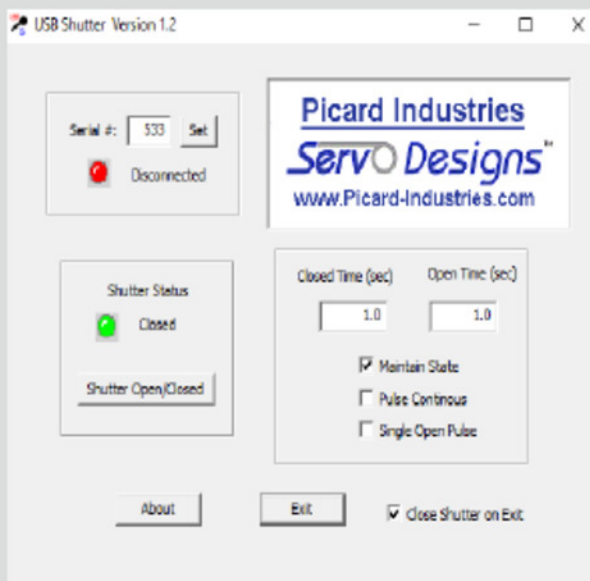 USB Shutter Version 1.2
Serial #: 533 Set
Disconnected
Picard Industries
Servo Designs™
www.Picard-Industries.com
Shutter Status
Closed
Shutter Open/Closed
Closed Time (sec) Open Time (sec)
1.0 1.0
Maintain State
Pulse Continous
Single Open Pulse
About Exit Close Shutter on Exit